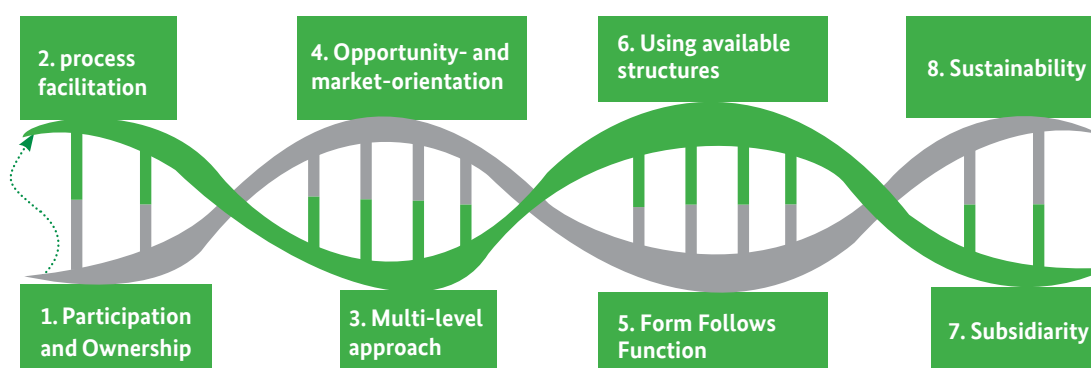 2. process
facilitation
4. Opportunity- and
market-orientation
6. Using available
structures
8. Sustainability
1. Participation
and Ownership
3. Multi-level
approach
5. Form Follows
Function
7. Subsidiarity